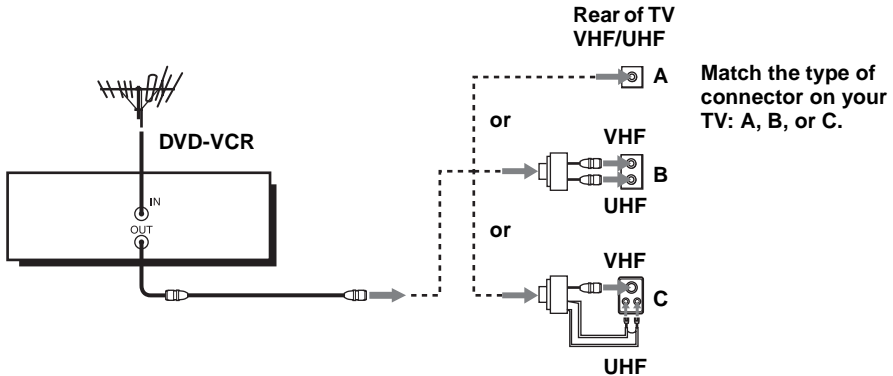 Rear of TV
VHF/UHF
A
Match the type of
connector on your
TV: A, B, or C.
or
DVD-VCR
VHF
B
IN
UHF
OUT
or
VHF
C
UHF